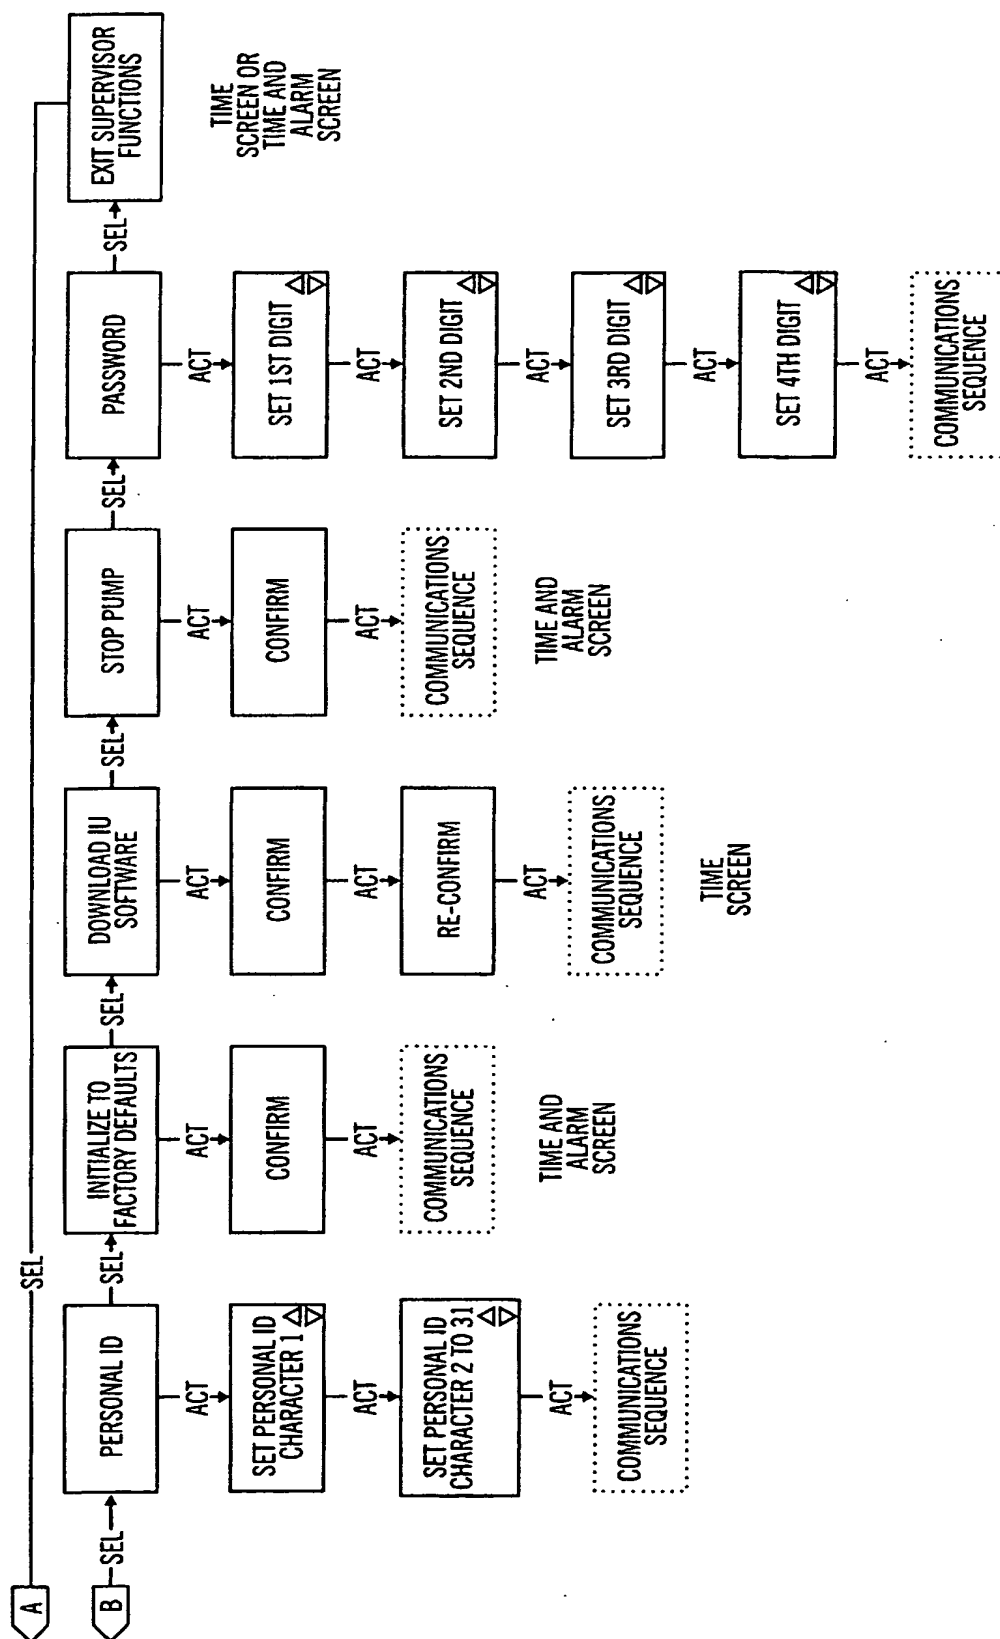 A
SEL
B
SEL
PERSONAL ID
SEL
INITIALIZE TO
FACTORY DEFAULTS
SEL
DOWNLOAD IU
SOFTWARE
SEL
STOP PUMP
SEL
PASSWORD
SEL
EXIT SUPERVISOR
FUNCTIONS
ACT
SET PERSONAL ID
CHARACTER 1
ACT
SET PERSONAL ID
CHARACTER 2 TO 31
ACT
COMMUNICATIONS
SEQUENCE
ACT
CONFIRM
ACT
COMMUNICATIONS
SEQUENCE
TIME AND
ALARM
SCREEN
ACT
CONFIRM
ACT
RE-CONFIRM
ACT
COMMUNICATIONS
SEQUENCE
TIME
SCREEN
ACT
CONFIRM
ACT
COMMUNICATIONS
SEQUENCE
TIME AND
ALARM
SCREEN
ACT
SET 1ST DIGIT
ACT
SET 2ND DIGIT
ACT
SET 3RD DIGIT
ACT
SET 4TH DIGIT
ACT
COMMUNICATIONS
SEQUENCE
TIME
SCREEN OR
TIME AND
ALARM
SCREEN